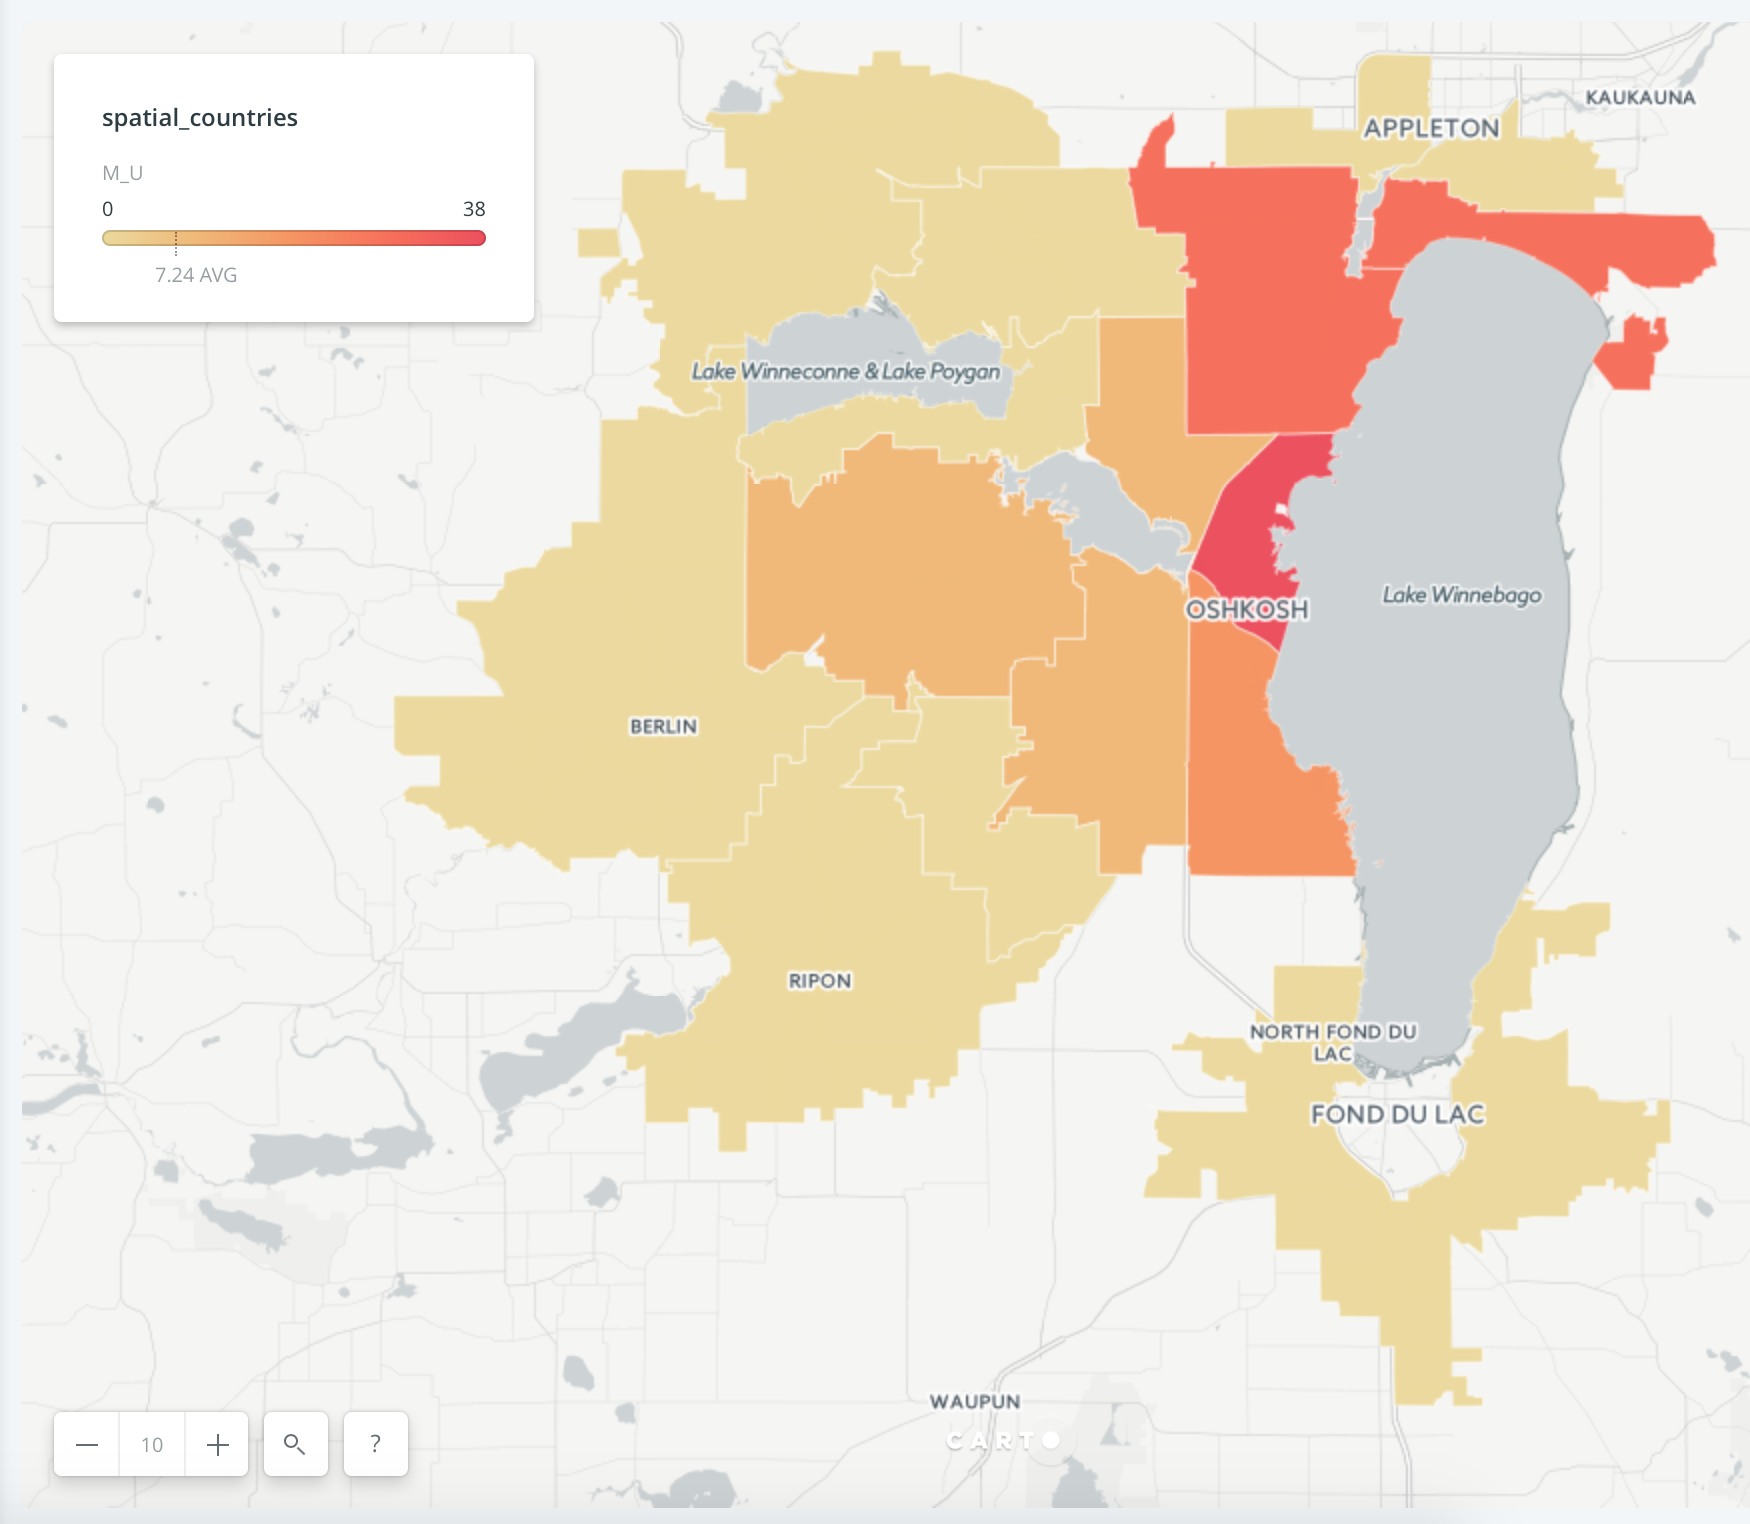 spatial_countries
M_U
0 38
7.24 AVG
KAUKAUNA
APPLETON
Lake Winneconne & Lake Poygan
Lake Winnebago
OSHKOSH
BERLIN
RIPON
NORTH FOND DU
LAC
FOND DU LAC
WAUPUN
CARTO
— 10 + ?